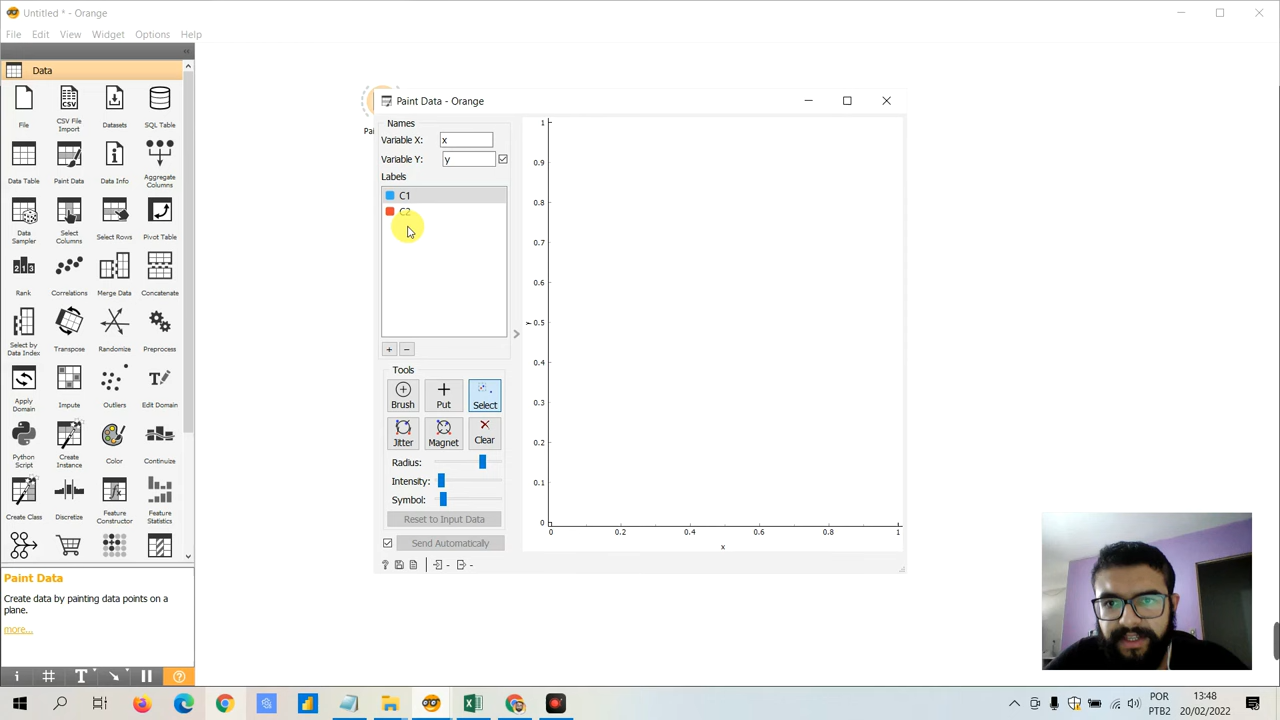 Untitled * - Orange
File Edit View Widget Options Help
Data
File
CSV File Import
Datasets
SQL Table
Data Table
Paint Data
Data Info
Aggregate Columns
Data Sampler
Select Columns
Select Rows
Pivot Table
Rank
Correlations
Merge Data
Concatenate
Select by Data Index
Transpose
Randomize
Preprocess
Apply Domain
Impute
Outliers
Edit Domain
Python Script
Create Instance
Color
Continuize
Create Class
Discretize
Feature Constructor
Feature Statistics
Paint Data
Create data by painting data points on a
plane.
more...
Pai
Paint Data - Orange
Names
Variable X: x
Variable Y: y
Labels
C1
C2
+ −
Tools
Brush Put Select
Jitter Magnet Clear
Radius:
Intensity:
Symbol:
Reset to Input Data
Send Automatically
1
0.9
0.8
0.7
0.6
0.5
0.4
0.3
0.2
0.1
0
y
0 0.2 0.4 0.6 0.8 1
x
POR
PTB2
13:48
20/02/2022